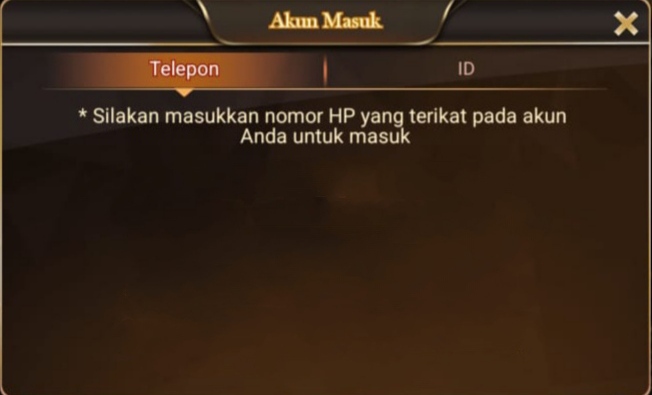 Akun Masuk
Telepon
ID
* Silakan masukkan nomor HP yang terikat pada akun
Anda untuk masuk